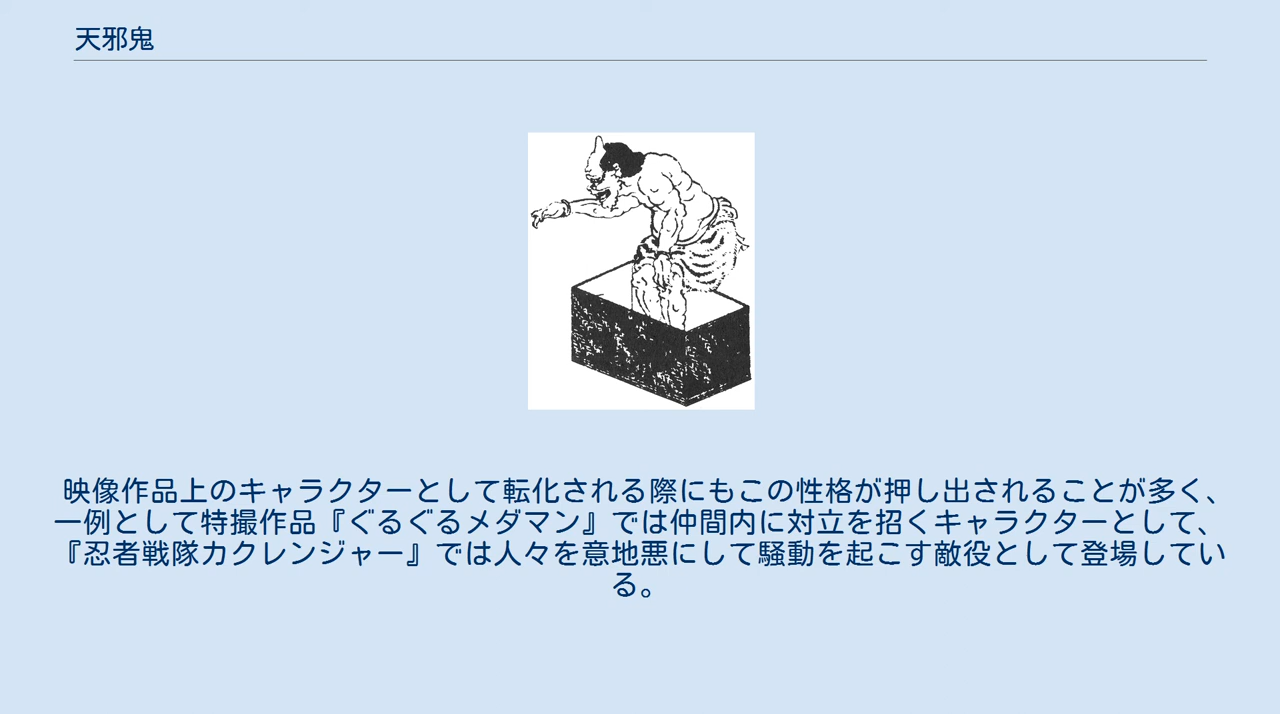 天邪鬼
映像作品上のキャラクターとして転化される際にもこの性格が押し出されることが多く、
一例として特撮作品『ぐるぐるメダマン』では仲間内に対立を招くキャラクターとして、
『忍者戦隊カクレンジャー』では人々を意地悪にして騒動を起こす敵役として登場してい
る。